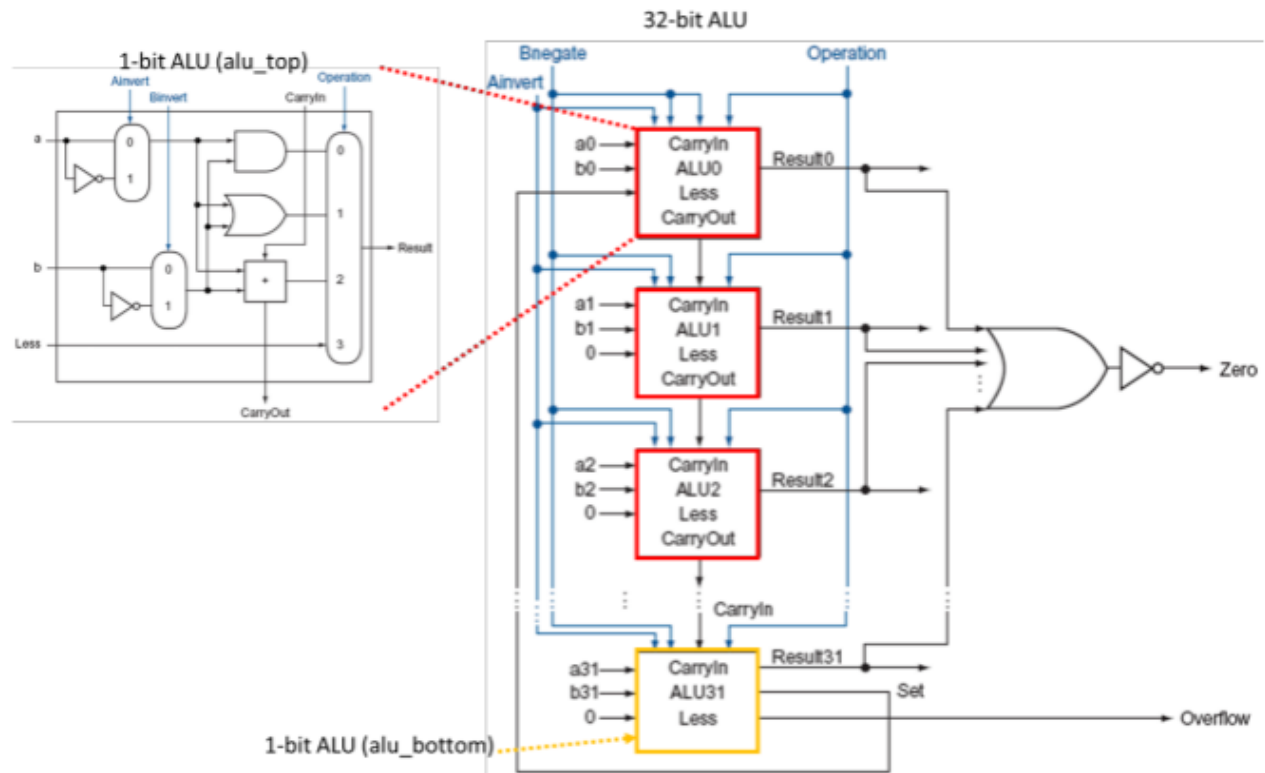 32-bit ALU
1-bit ALU (alu_top)
Ainvert
Binvert
CarryIn
Operation
a
0
1
b
0
1
+
Less
0
1
2
3
Result
CarryOut
Bnegate
Ainvert
Operation
a0
b0
CarryIn
ALU0
Less
CarryOut
Result0
a1
b1
0
CarryIn
ALU1
Less
CarryOut
Result1
a2
b2
0
CarryIn
ALU2
Less
CarryOut
Result2
Zero
CarryIn
a31
b31
0
CarryIn
ALU31
Less
Result31
Set
Overflow
1-bit ALU (alu_bottom)